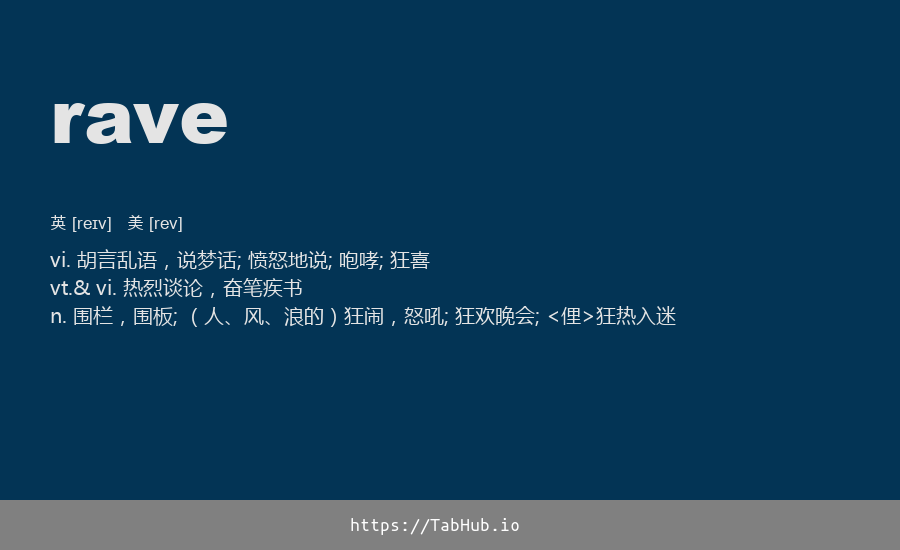 rave
英 [reɪv] 美 [rev]
vi. 胡言乱语，说梦话; 愤怒地说; 咆哮; 狂喜
vt.& vi. 热烈谈论，奋笔疾书
n. 围栏，围板; （人、风、浪的）狂闹，怒吼; 狂欢晚会; <俚>狂热入迷
https://TabHub.io